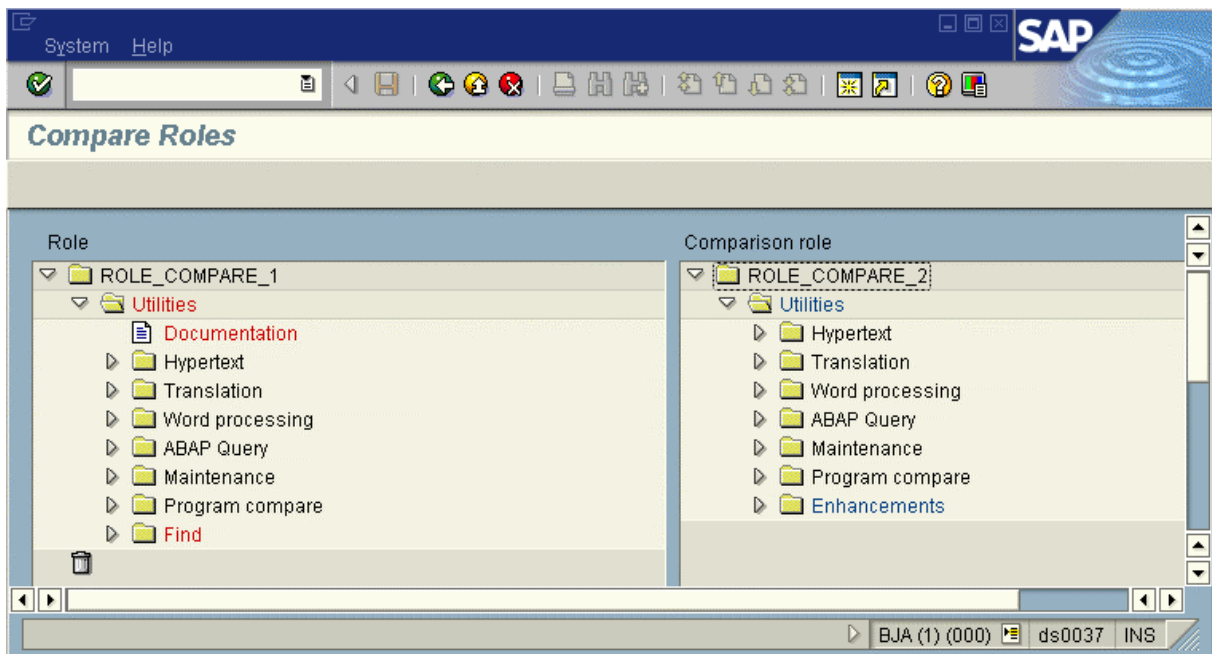 System Help
SAP
Compare Roles
Role
ROLE_COMPARE_1
Utilities
Documentation
Hypertext
Translation
Word processing
ABAP Query
Maintenance
Program compare
Find
Comparison role
ROLE_COMPARE_2
Utilities
Hypertext
Translation
Word processing
ABAP Query
Maintenance
Program compare
Enhancements
BJA (1) (000) ds0037 INS